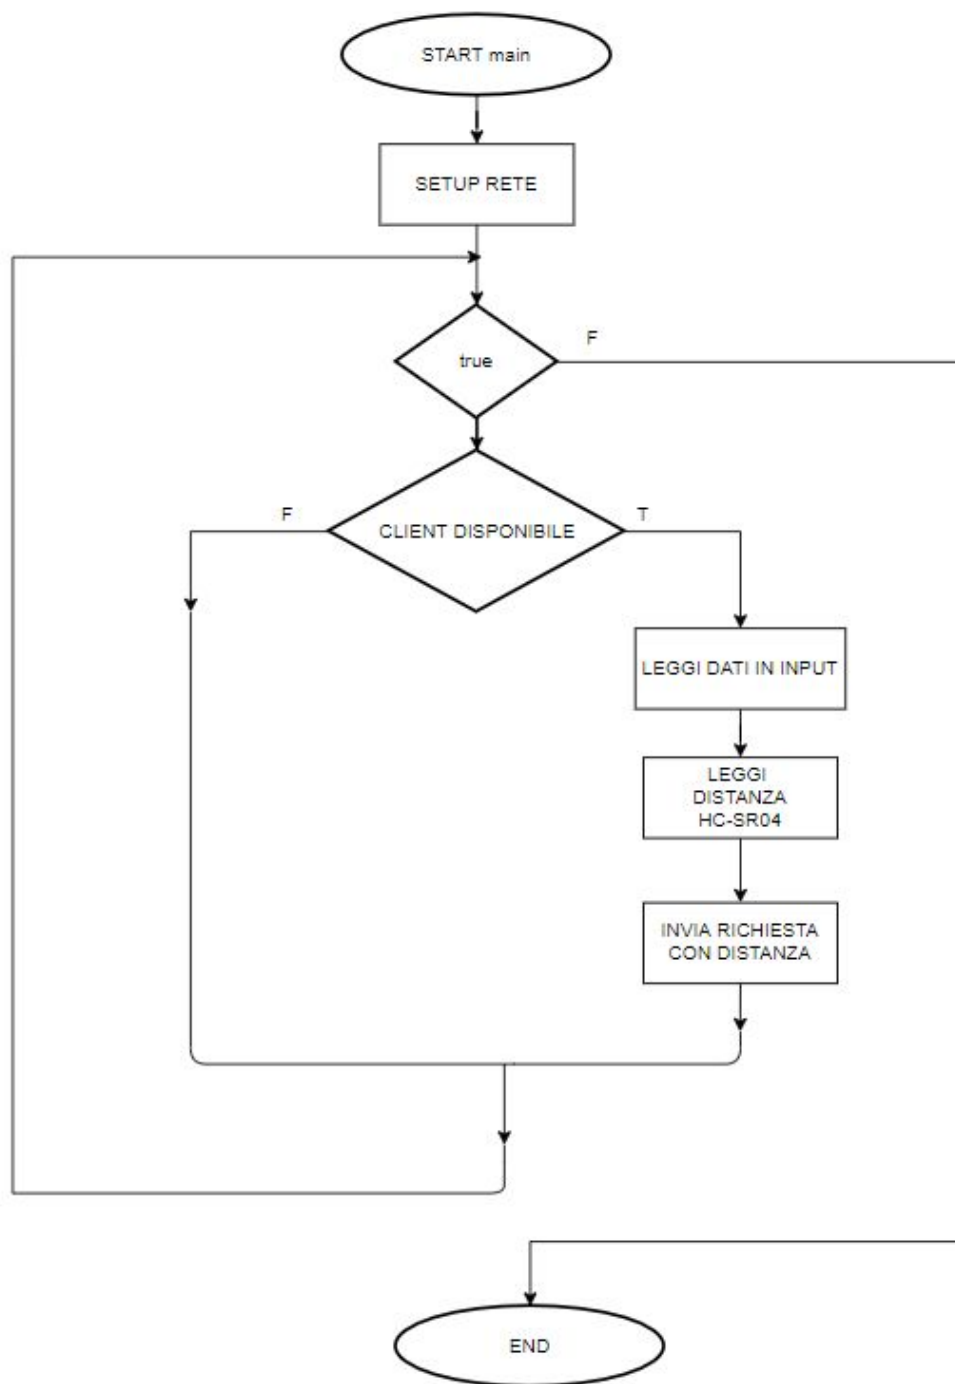 START main
SETUP RETE
true
F
CLIENT DISPONIBILE
F
T
LEGGI DATI IN INPUT
LEGGI
DISTANZA
HC-SR04
INVIA RICHIESTA
CON DISTANZA
END